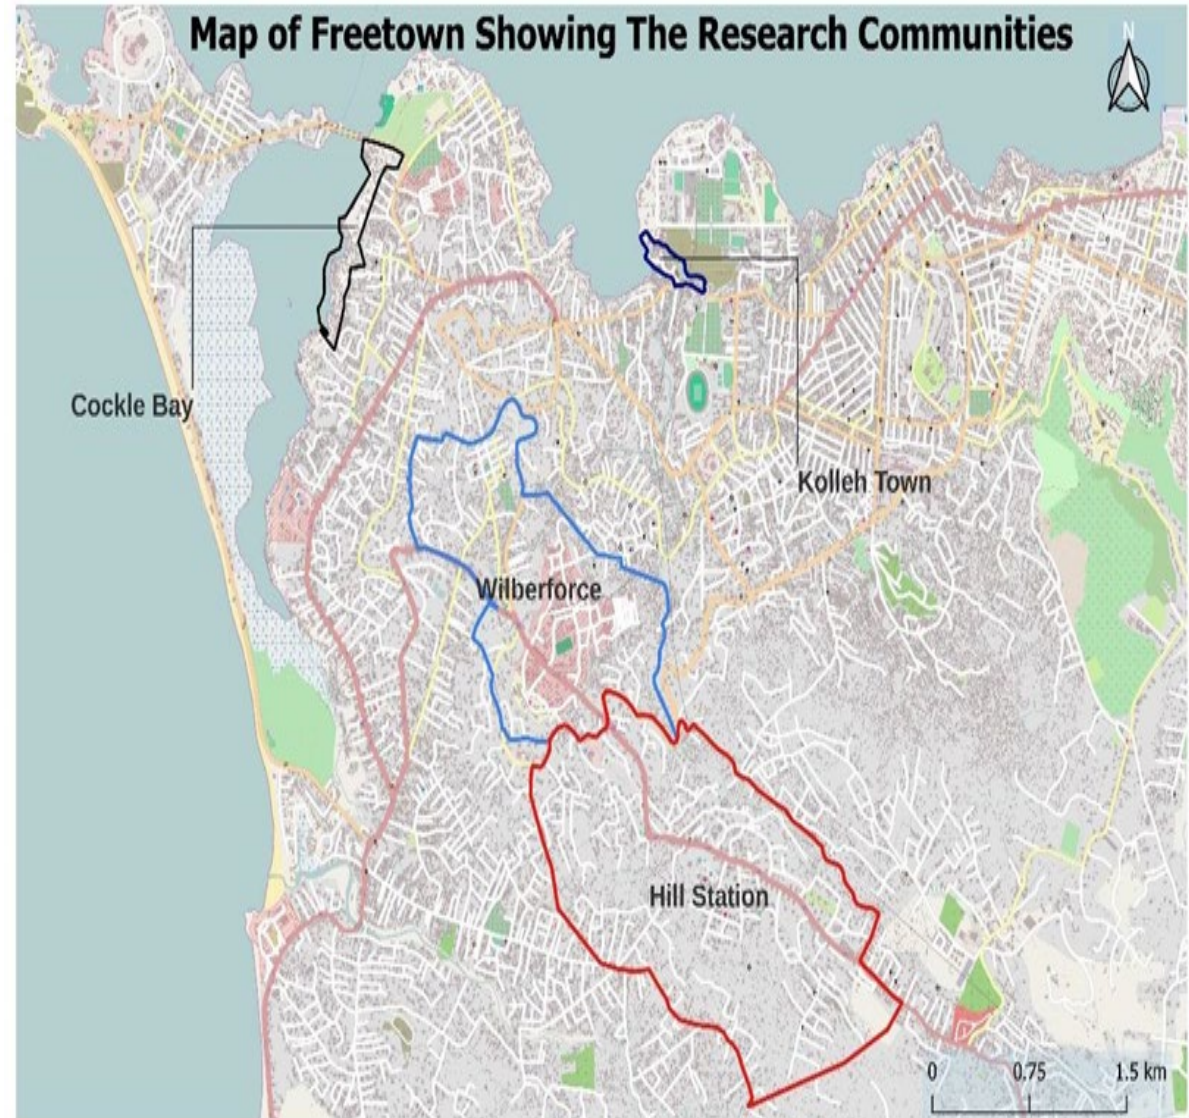 Map of Freetown Showing The Research Communities
N
Cockle Bay
Kolleh Town
Wilberforce
Hill Station
0 0.75 1.5 km